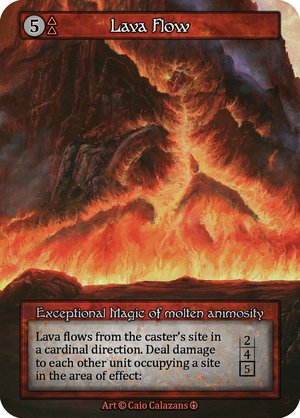 5
Lava Flow
Exceptional Magic of molten animosity
Lava flows from the caster's site in
a cardinal direction. Deal damage
to each other unit occupying a site
in the area of effect:
2
4
5
Art © Caio Calazans